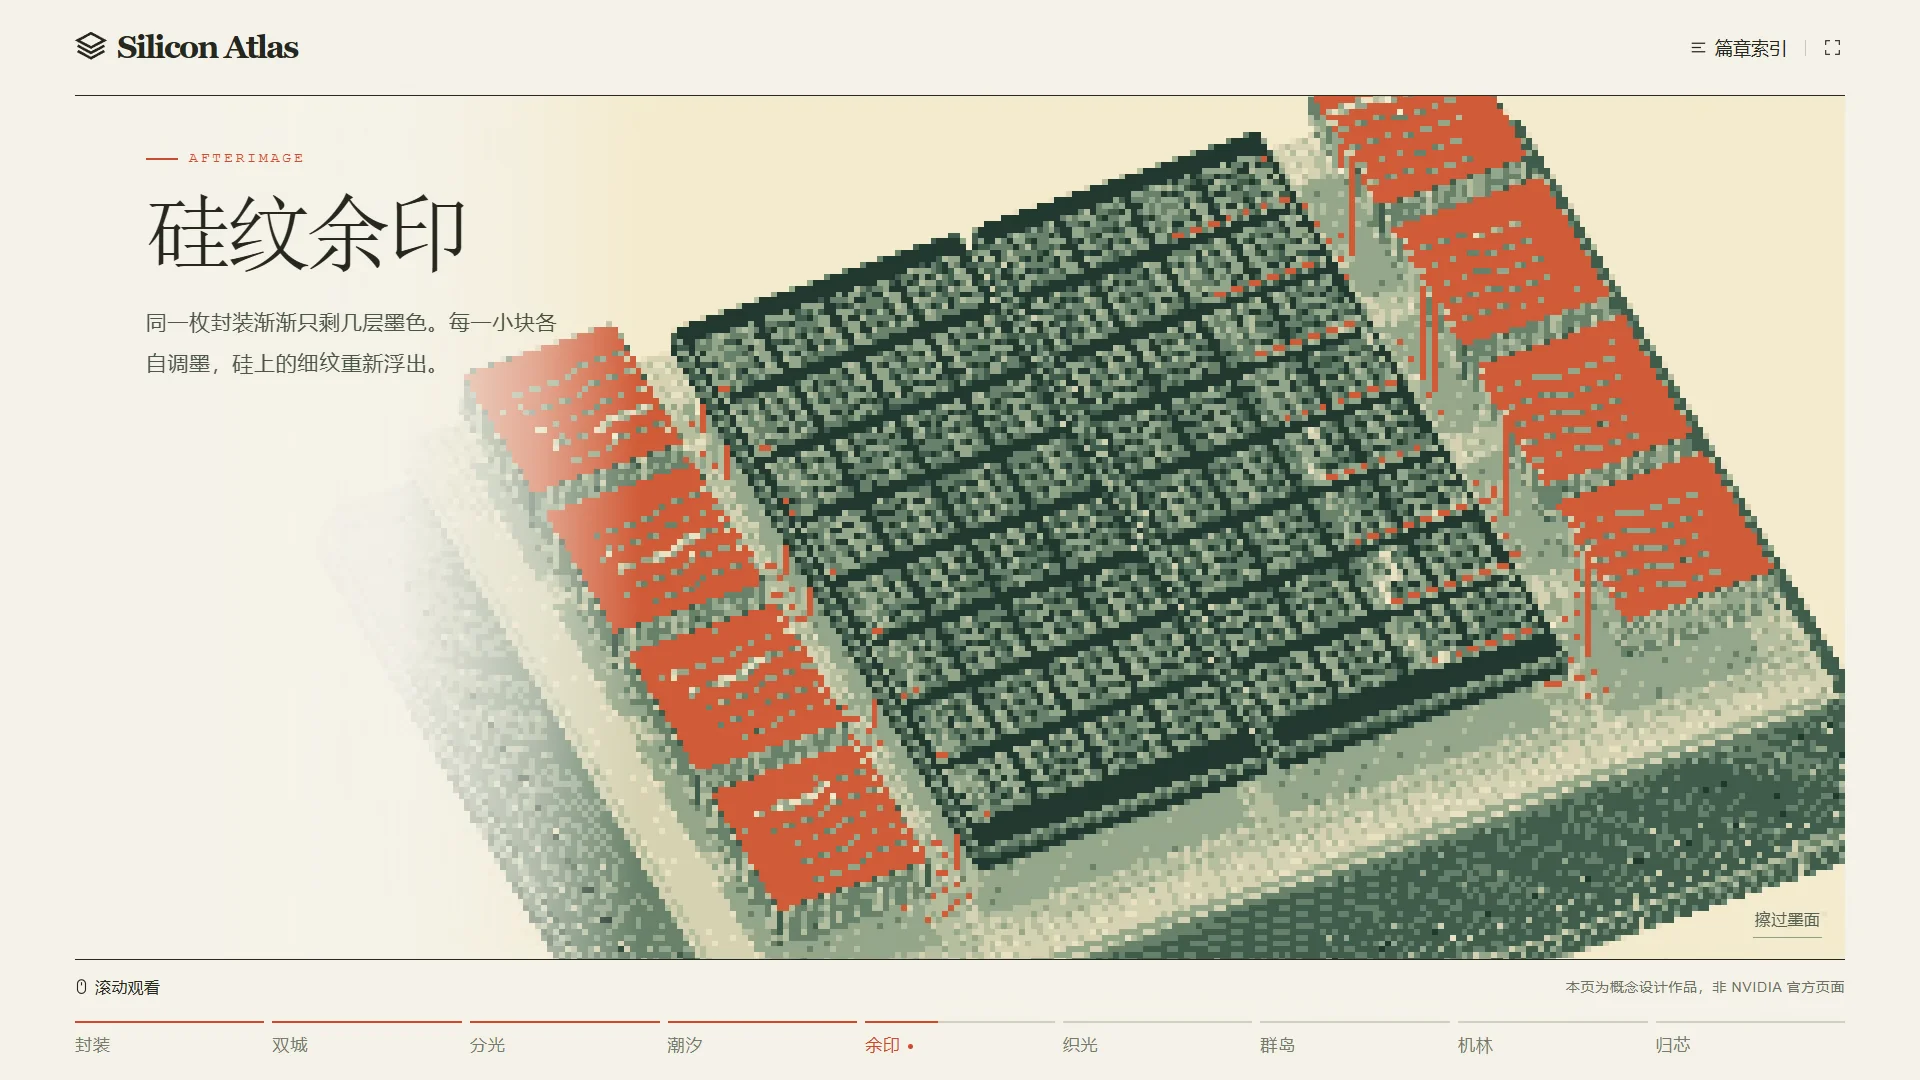 Silicon Atlas
篇章索引
AFTERIMAGE
硅纹余印
同一枚封装渐渐只剩几层墨色。每一小块各
自调墨，硅上的细纹重新浮出。
擦过墨面
滚动观看
本页为概念设计作品，非 NVIDIA 官方页面
封装
双城
分光
潮汐
余印
织光
群岛
机林
归芯